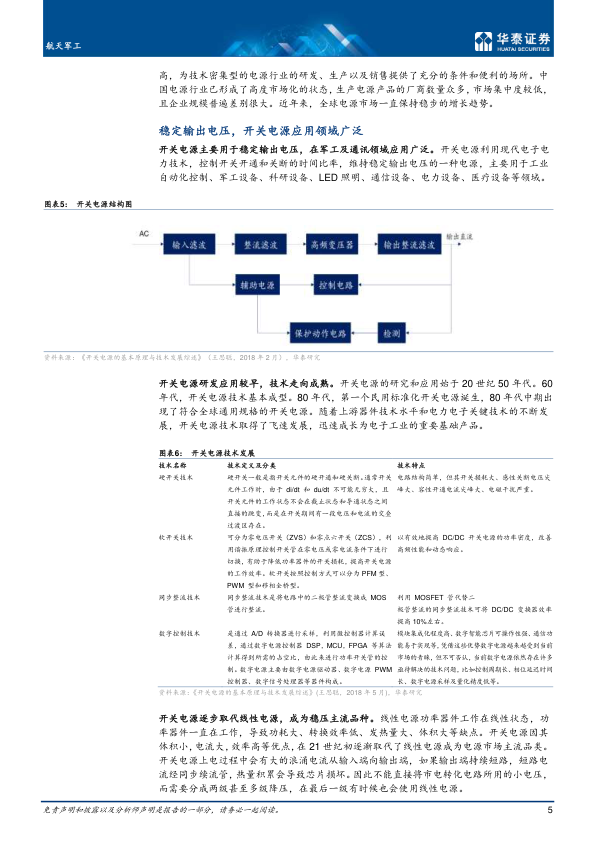 航天军工
华泰证券
HUATAI SECURITIES
高，为技术密集型的电源行业的研发、生产以及销售提供了充分的条件和便利的场所。中
国电源行业已形成了高度市场化的状态，生产电源产品的厂商数量众多，市场集中度较低，
且企业规模普遍差别很大。近年来，全球电源市场一直保持稳步的增长趋势。
稳定输出电压，开关电源应用领域广泛
开关电源主要用于稳定输出电压，在军工及通讯领域应用广泛。开关电源利用现代电子电
力技术，控制开关开通和关断的时间比率，维持稳定输出电压的一种电源，主要用于工业
自动化控制、军工设备、科研设备、LED 照明、通信设备、电力设备、医疗设备等领域。
图表5： 开关电源结构图
AC
输入滤波
整流滤波
高频变压器
输出整流滤波
输出直流
辅助电源
控制电路
保护动作电路
检测
资料来源：《开关电源的基本原理与技术发展综述》（王思聪，2018 年 2 月），华泰研究
开关电源研发应用较早，技术走向成熟。开关电源的研究和应用始于 20 世纪 50 年代。60
年代，开关电源技术基本成型。80 年代，第一个民用标准化开关电源诞生，80 年代中期出
现了符合全球通用规格的开关电源。随着上游器件技术水平和电力电子关键技术的不断发
展，开关电源技术取得了飞速发展，迅速成长为电子工业的重要基础产品。
图表6： 开关电源技术发展
技术名称 技术定义及分类 技术特点
硬开关技术 硬开关一般是指开关元件的硬开通和硬关断。通常开关 电路结构简单，但其开关损耗大、感性关断电压尖
元件工作时，由于 di/dt 和 du/dt 不可能无穷大，且 峰大、容性开通电流尖峰大、电磁干扰严重。
开关元件的工作状态不会在截止状态和导通状态之间
直接的跳变，而是在开关期间有一段电压和电流的交会
过渡区存在。
软开关技术 可分为零电压开关（ZVS）和零点六开关（ZCS），利 可以有效地提高 DC/DC 开关电源的功率密度，改善
用谐振原理控制开关管在零电压或零电流条件下进行 高频性能和动态响应。
切换，有助于降低功率器件的开关损耗，提高开关电源
的工作效率。软开关按照控制方式可以分为 PFM 型、
PWM 型和移相全桥型。
同步整流技术 同步整流技术是将电路中的二极管整流变换成 MOS 利用 MOSFET 管代替二
管进行整流。 极管整流的同步整流技术可将 DC/DC 变换器效率
提高 10%左右。
数字控制技术 是通过 A/D 转换器进行采样，利用微控制器计算误 模块集成化程度高、数字智能芯片可操作性强、通信功
差，通过数字电源控制器 DSP、MCU、FPGA 等算法 能易于实现等，凭借这些优势数字电源越来越受到当前
计算得到所需的占空比，由此来进行功率开关管的控 市场的青睐，但不可否认，当前数字电源依然存在许多
制。数字电源主要由数字电源驱动器、数字电源 PWM 亟待解决的技术问题，比如控制周期长、相位延迟时间
控制器、数字信号处理器等器件构成。 长、数字电源采样及量化精度低等。
资料来源：《开关电源的基本原理与技术发展综述》（王思聪，2018 年 5 月），华泰研究
开关电源逐步取代线性电源，成为稳压主流品种。线性电源功率器件工作在线性状态，功
率器件一直在工作，导致功耗大、转换效率低、发热量大、体积大等缺点。开关电源因其
体积小，电流大，效率高等优点，在 21 世纪初逐渐取代了线性电源成为电源市场主流品类。
开关电源上电过程中会有大的浪涌电流从输入端向输出端，如果输出端持续短路，短路电
流经同步续流管，热量积累会导致芯片损坏。因此不能直接将市电转化电路所用的小电压，
而需要分成两级甚至多级降压，在最后一级有时候也会使用线性电源。
免责声明和披露以及分析师声明是报告的一部分，请务必一起阅读。
5